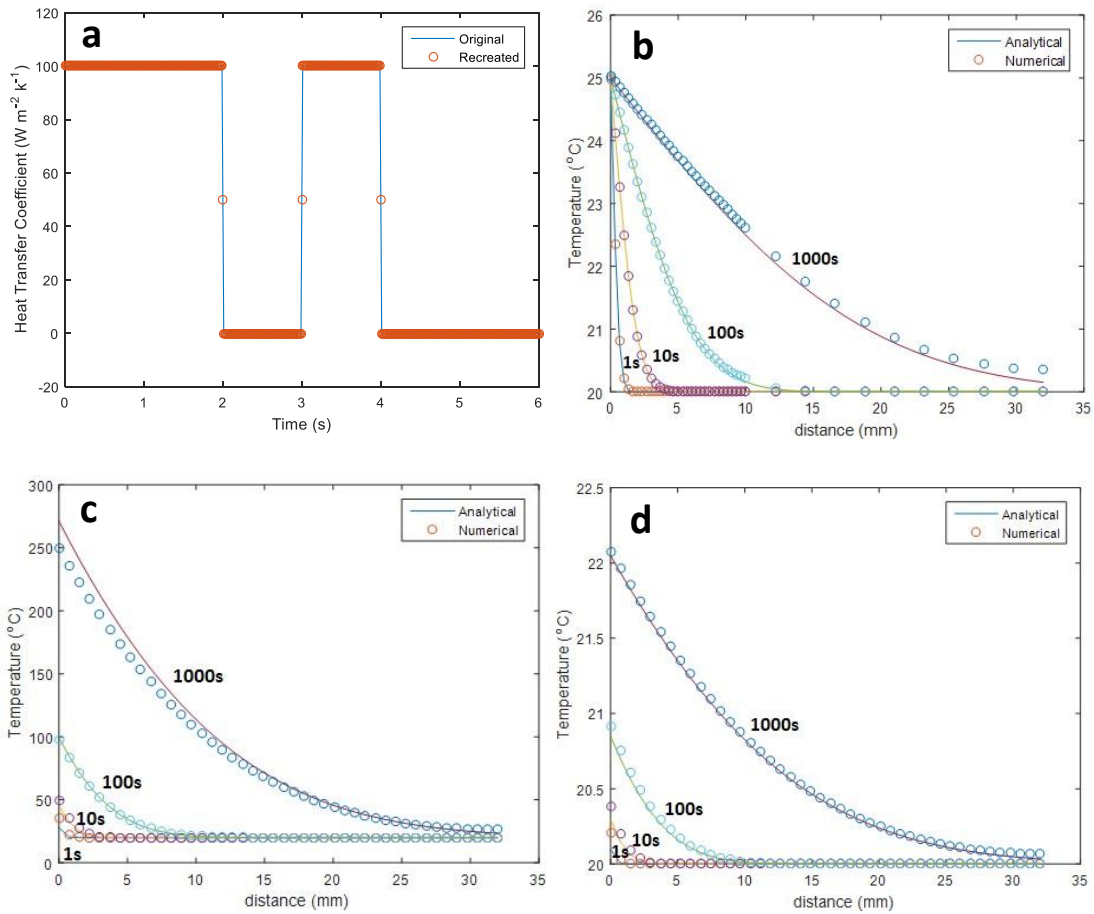 a
Original
Recreated
120
100
80
60
40
20
0
-20
0
1
2
3
4
5
6
Heat Transfer Coefficient (W m⁻² k⁻¹)
Time (s)
b
Analytical
Numerical
26
25
24
23
22
21
20
19
0
5
10
15
20
25
30
35
1000s
100s
10s
1s
Temperature (°C)
distance (mm)
c
Analytical
Numerical
300
250
200
150
100
50
0
0
5
10
15
20
25
30
35
1000s
100s
10s
1s
Temperature (°C)
distance (mm)
d
Analytical
Numerical
22.5
22
21.5
21
20.5
20
0
5
10
15
20
25
30
35
1000s
100s
10s
1s
Temperature (°C)
distance (mm)